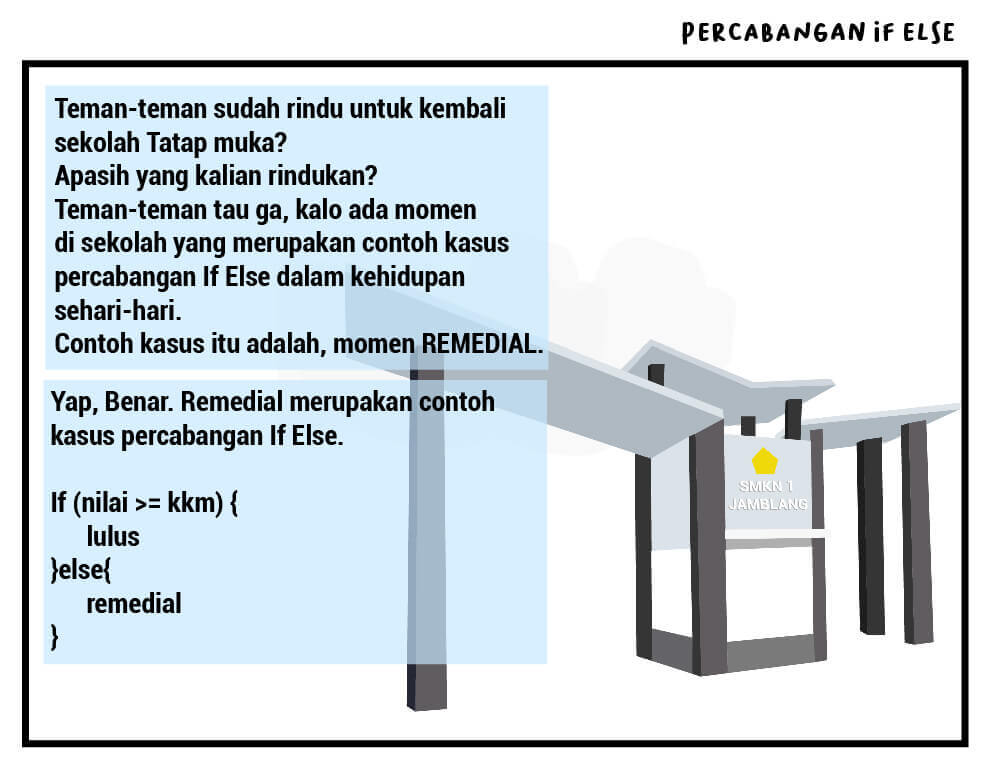 PERCABANGAN iF ELSE
Teman-teman sudah rindu untuk kembali
sekolah Tatap muka?
Apasih yang kalian rindukan?
Teman-teman tau ga, kalo ada momen
di sekolah yang merupakan contoh kasus
percabangan If Else dalam kehidupan
sehari-hari.
Contoh kasus itu adalah, momen REMEDIAL.
Yap, Benar. Remedial merupakan contoh
kasus percabangan If Else.
If (nilai >= kkm) {
lulus
}else{
remedial
}
SMKN 1
JAMBLANG